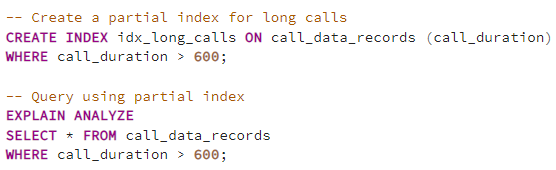 -- Create a partial index for long calls
CREATE INDEX idx_long_calls ON call_data_records (call_duration)
WHERE call_duration > 600;

-- Query using partial index
EXPLAIN ANALYZE
SELECT * FROM call_data_records
WHERE call_duration > 600;